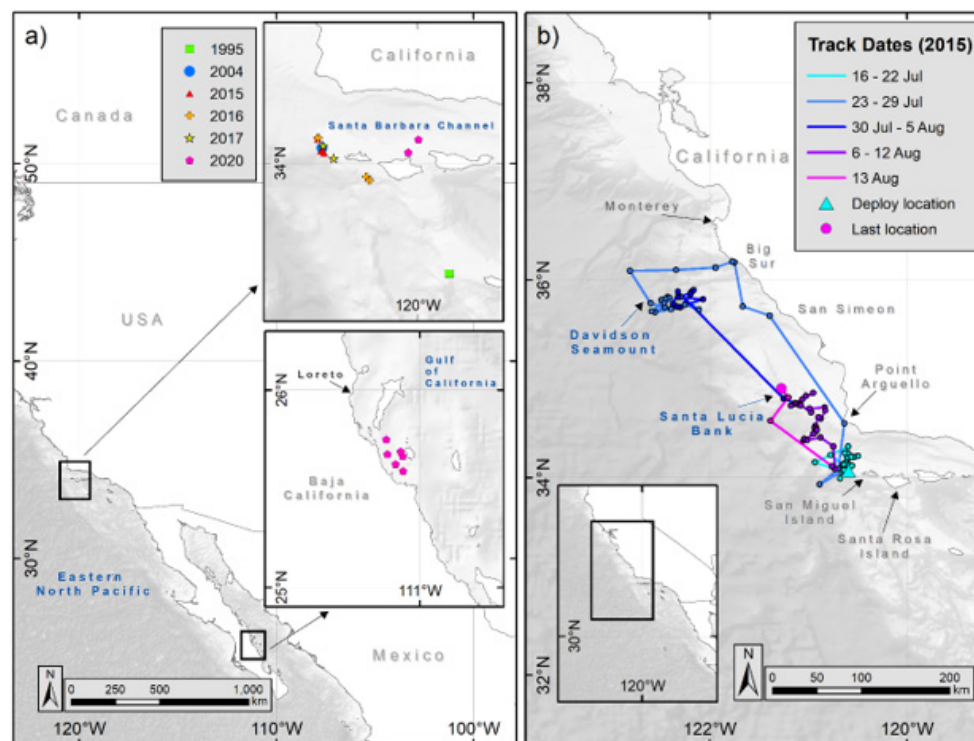 a)
1995
2004
2015
2016
2017
2020
Canada
USA
Mexico
Eastern
North Pacific
50°N
40°N
30°N
120°W
110°W
100°W
N
0 250 500 1,000
km
California
Santa Barbara Channel
34°N
120°W
Loreto
Gulf
of
California
Baja
California
26°N
25°N
111°W
b)
Track Dates (2015)
16 - 22 Jul
23 - 29 Jul
30 Jul - 5 Aug
6 - 12 Aug
13 Aug
Deploy location
Last location
California
Monterey
Big
Sur
San Simeon
Davidson
Seamount
Point
Arguello
Santa Lucia
Bank
San Miguel
Island
Santa Rosa
Island
38°N
36°N
34°N
32°N
30°N
120°W
122°W
120°W
N
0 50 100 200
km